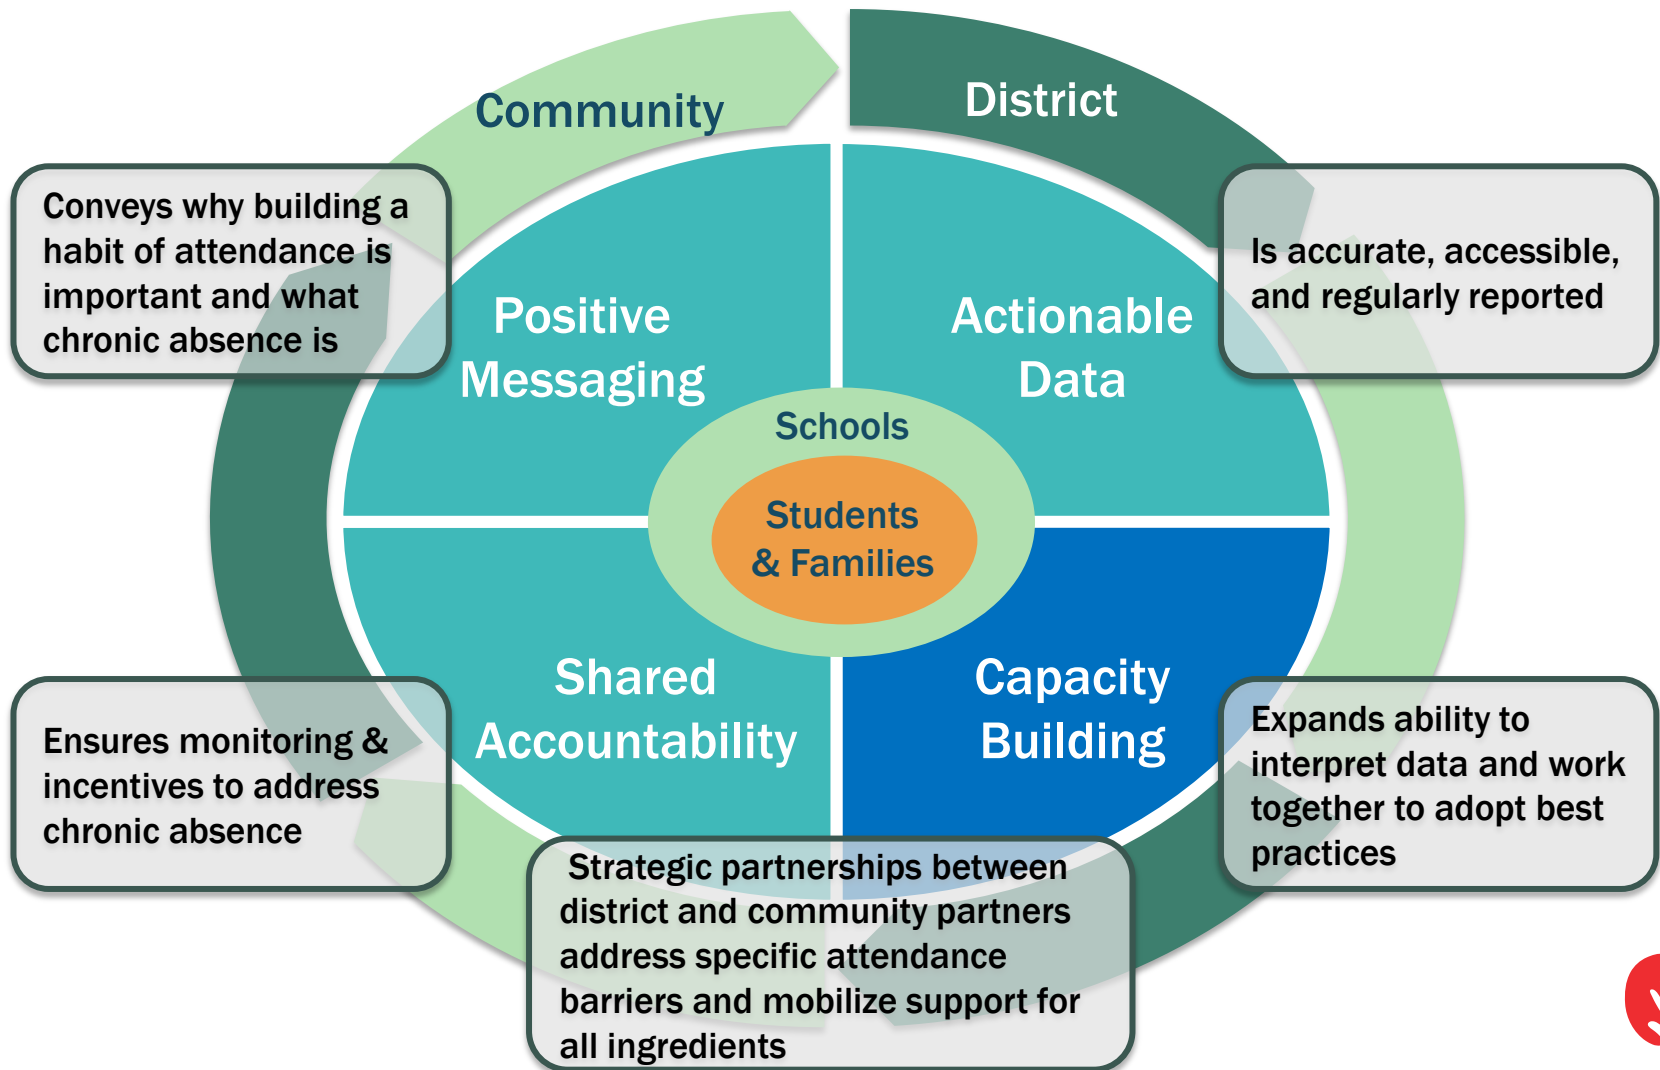 Community
District
Conveys why building a
habit of attendance is
important and what
chronic absence is
Is accurate, accessible,
and regularly reported
Positive
Messaging
Actionable
Data
Schools
Students
& Families
Shared
Accountability
Capacity
Building
Ensures monitoring &
incentives to address
chronic absence
Expands ability to
interpret data and work
together to adopt best
practices
Strategic partnerships between
district and community partners
address specific attendance
barriers and mobilize support for
all ingredients